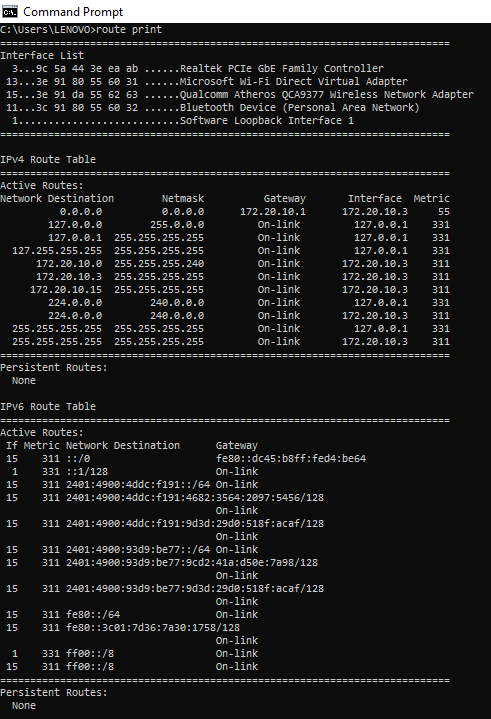 Command Prompt
C:\Users\LENOVO>route print
===========================================================================
Interface List
  3...9c 5a 44 3e ea ab ......Realtek PCIe GbE Family Controller
 13...3e 91 80 55 60 31 ......Microsoft Wi-Fi Direct Virtual Adapter
 15...3e 91 da 55 62 63 ......Qualcomm Atheros QCA9377 Wireless Network Adapter
 11...3c 91 80 55 60 32 ......Bluetooth Device (Personal Area Network)
  1...........................Software Loopback Interface 1
===========================================================================
IPv4 Route Table
===========================================================================
Active Routes:
Network Destination        Netmask          Gateway       Interface  Metric
          0.0.0.0          0.0.0.0      172.20.10.1      172.20.10.3     55
        127.0.0.0        255.0.0.0         On-link         127.0.0.1    331
        127.0.0.1  255.255.255.255         On-link         127.0.0.1    331
  127.255.255.255  255.255.255.255         On-link         127.0.0.1    331
      172.20.10.0  255.255.255.240         On-link       172.20.10.3    311
      172.20.10.3  255.255.255.255         On-link       172.20.10.3    311
     172.20.10.15  255.255.255.255         On-link       172.20.10.3    311
        224.0.0.0        240.0.0.0         On-link         127.0.0.1    331
        224.0.0.0        240.0.0.0         On-link       172.20.10.3    311
  255.255.255.255  255.255.255.255         On-link         127.0.0.1    331
  255.255.255.255  255.255.255.255         On-link       172.20.10.3    311
===========================================================================
Persistent Routes:
  None
IPv6 Route Table
===========================================================================
Active Routes:
 If Metric Network Destination      Gateway
 15    311 ::/0                     fe80::dc45:b8ff:fed4:be64
  1    331 ::1/128                  On-link
 15    311 2401:4900:4ddc:f191::/64 On-link
 15    311 2401:4900:4ddc:f191:4682:3564:2097:5456/128
                                    On-link
 15    311 2401:4900:4ddc:f191:9d3d:29d0:518f:acaf/128
                                    On-link
 15    311 2401:4900:93d9:be77::/64 On-link
 15    311 2401:4900:93d9:be77:9cd2:41a:d50e:7a98/128
                                    On-link
 15    311 2401:4900:93d9:be77:9d3d:29d0:518f:acaf/128
                                    On-link
 15    311 fe80::/64                On-link
 15    311 fe80::3c01:7d36:7a30:1758/128
                                    On-link
  1    331 ff00::/8                 On-link
 15    311 ff00::/8                 On-link
===========================================================================
Persistent Routes:
  None